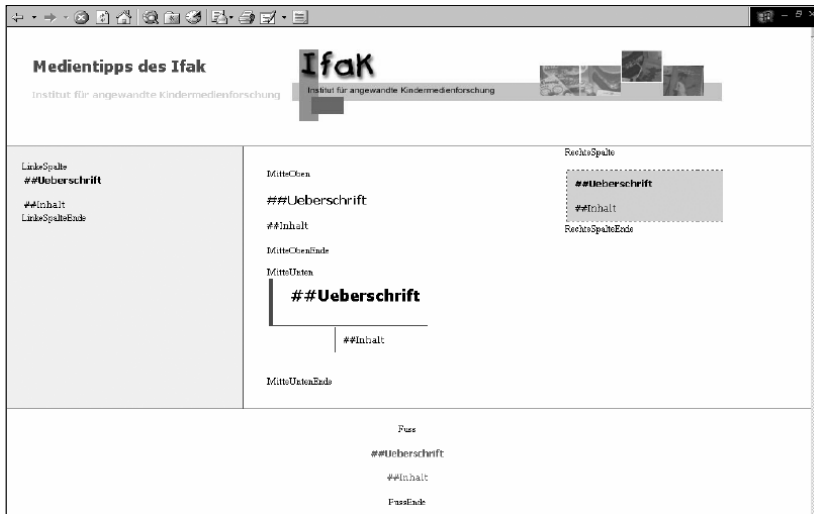 Medientipps des Ifak
Institut für angewandte Kindermedienforschung
IfaK
Institut für angewandte Kindermedienforschung
LinkeSpalte
##Ueberschrift
##Inhalt
LinkeSpalteEnde
MitteOben
##Ueberschrift
##Inhalt
MitteObenEnde
MitteUnten
##Ueberschrift
##Inhalt
MitteUntenEnde
RechteSpalte
##Ueberschrift
##Inhalt
RechteSpalteEnde
Fuss
##Ueberschrift
##Inhalt
FussEnde